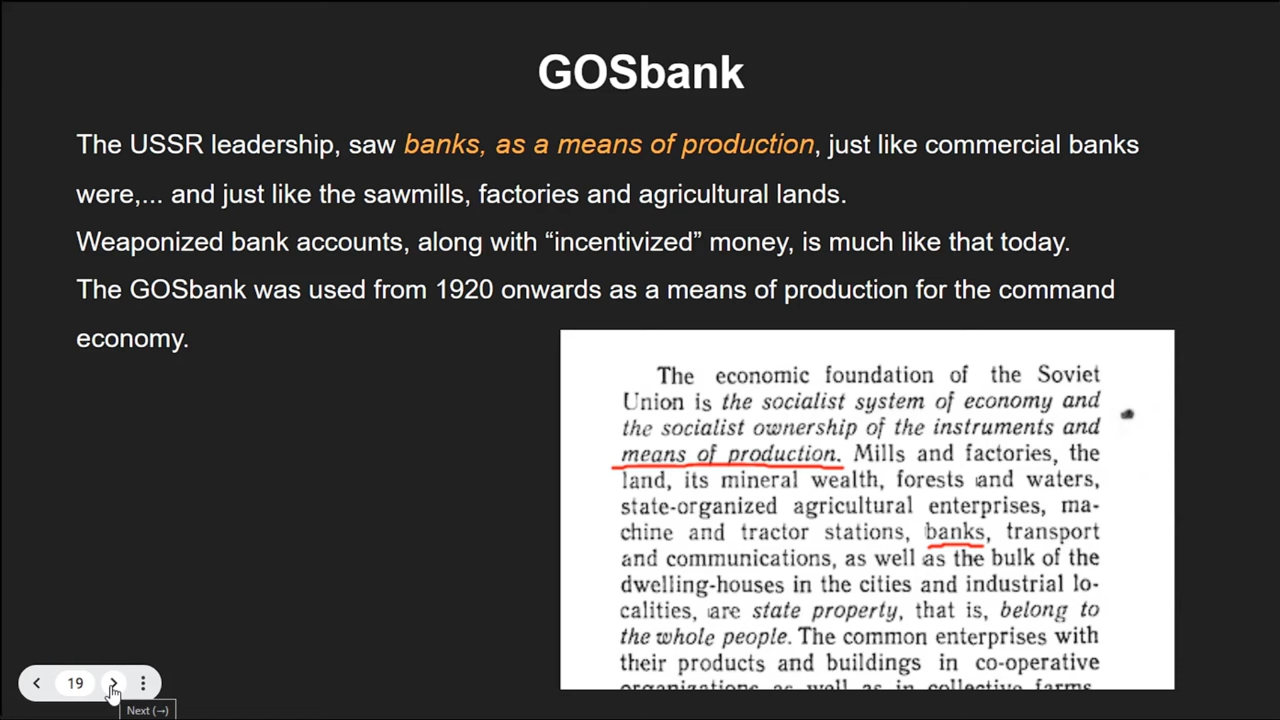 GOSbank
The USSR leadership, saw banks, as a means of production, just like commercial banks
were,... and just like the sawmills, factories and agricultural lands.
Weaponized bank accounts, along with “incentivized” money, is much like that today.
The GOSbank was used from 1920 onwards as a means of production for the command
economy.
The economic foundation of the Soviet
Union is the socialist system of economy and
the socialist ownership of the instruments and
means of production. Mills and factories, the
land, its mineral wealth, forests and waters,
state-organized agricultural enterprises, ma-
chine and tractor stations, banks, transport
and communications, as well as the bulk of the
dwelling-houses in the cities and industrial lo-
calities, are state property, that is, belong to
the whole people. The common enterprises with
their products and buildings in co-operative
organizations as well as in collective farms,
19
Next (→)